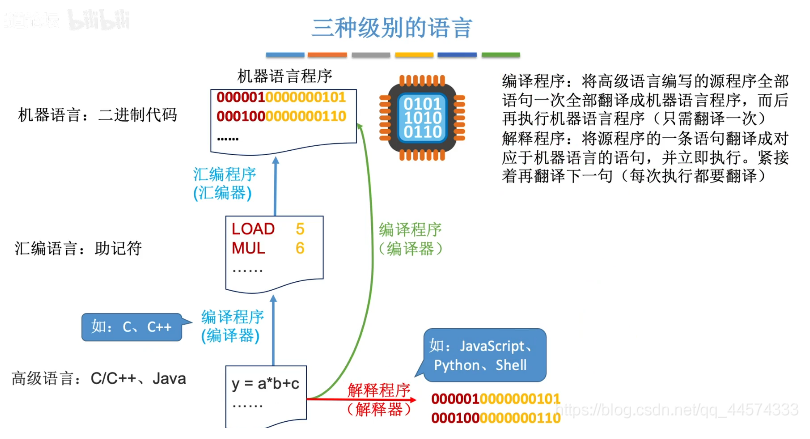 bilibili
三种级别的语言
机器语言程序
机器语言：二进制代码
0000010000000101
0001000000000110
……
0101
1010
0110
编译程序：将高级语言编写的源程序全部
语句一次全部翻译成机器语言程序，而后
再执行机器语言程序（只需翻译一次）
解释程序：将源程序的一条语句翻译成对
应于机器语言的语句，并立即执行。紧接
着再翻译下一句（每次执行都要翻译）
汇编程序
(汇编器)
汇编语言：助记符
LOAD 5
MUL 6
……
编译程序
（编译器）
如：C、C++
编译程序
(编译器)
高级语言：C/C++、Java
y = a*b+c
……
解释程序
（解释器）
如：JavaScript、
Python、Shell
0000010000000101
0001000000000110
https://blog.csdn.net/qq_44574333